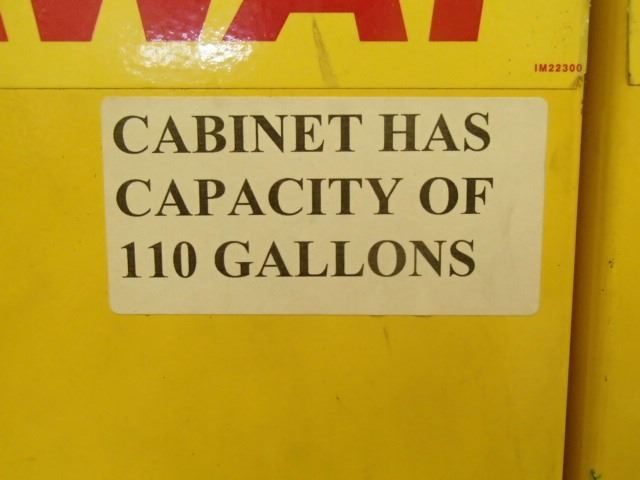 IM22300
CABINET HAS
CAPACITY OF
110 GALLONS